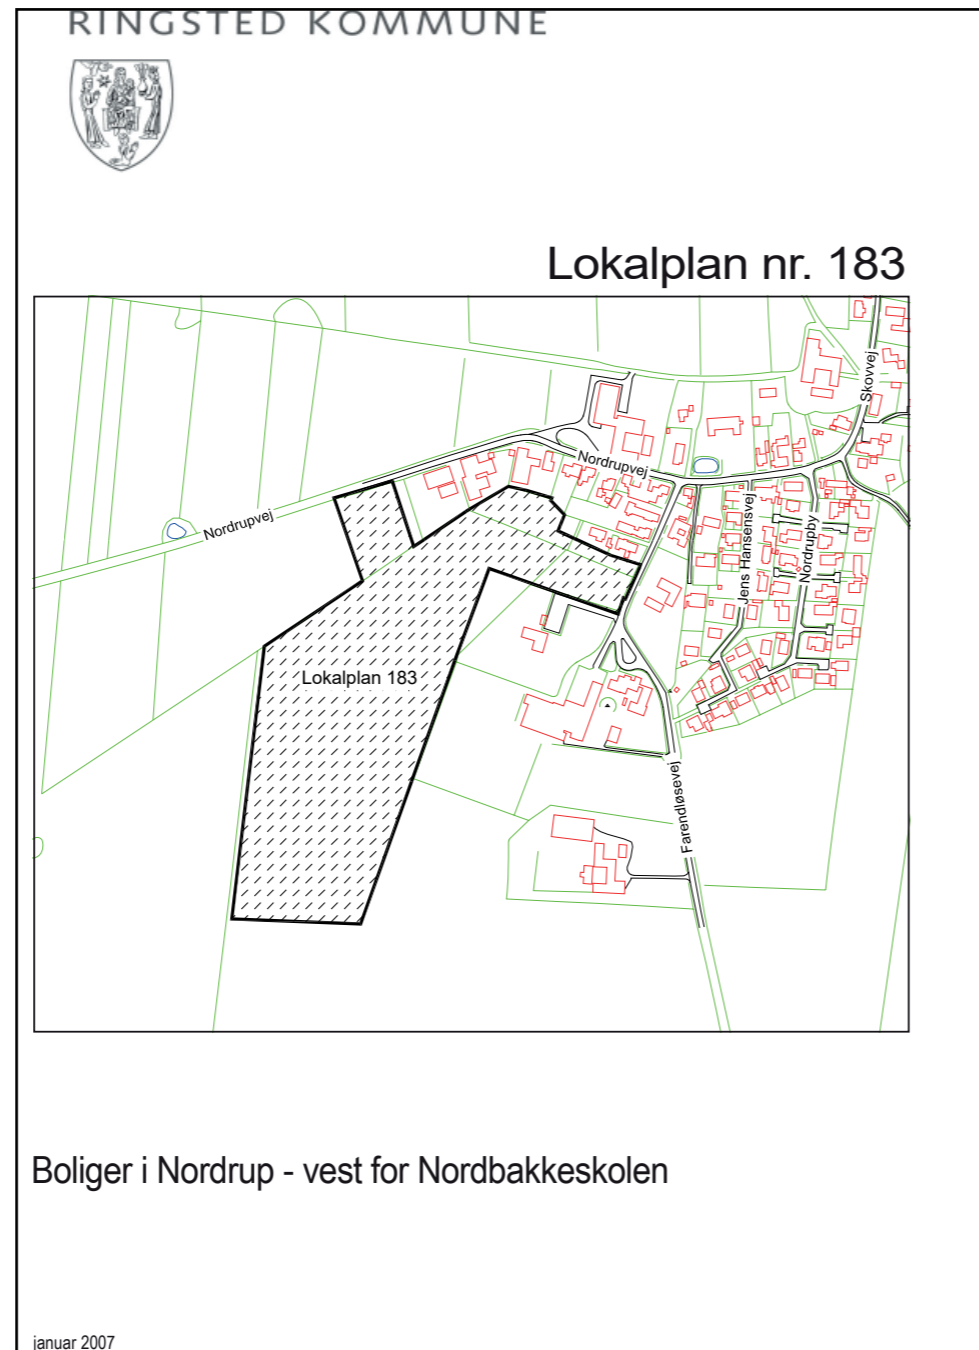 RINGSTED KOMMUNE
Lokalplan nr. 183
Skovvej
Nordrupvej
Nordrupvej
Jens Hansensvej
Nordrupby
Lokalplan 183
Farendløsevej
Boliger i Nordrup - vest for Nordbakkeskolen
januar 2007